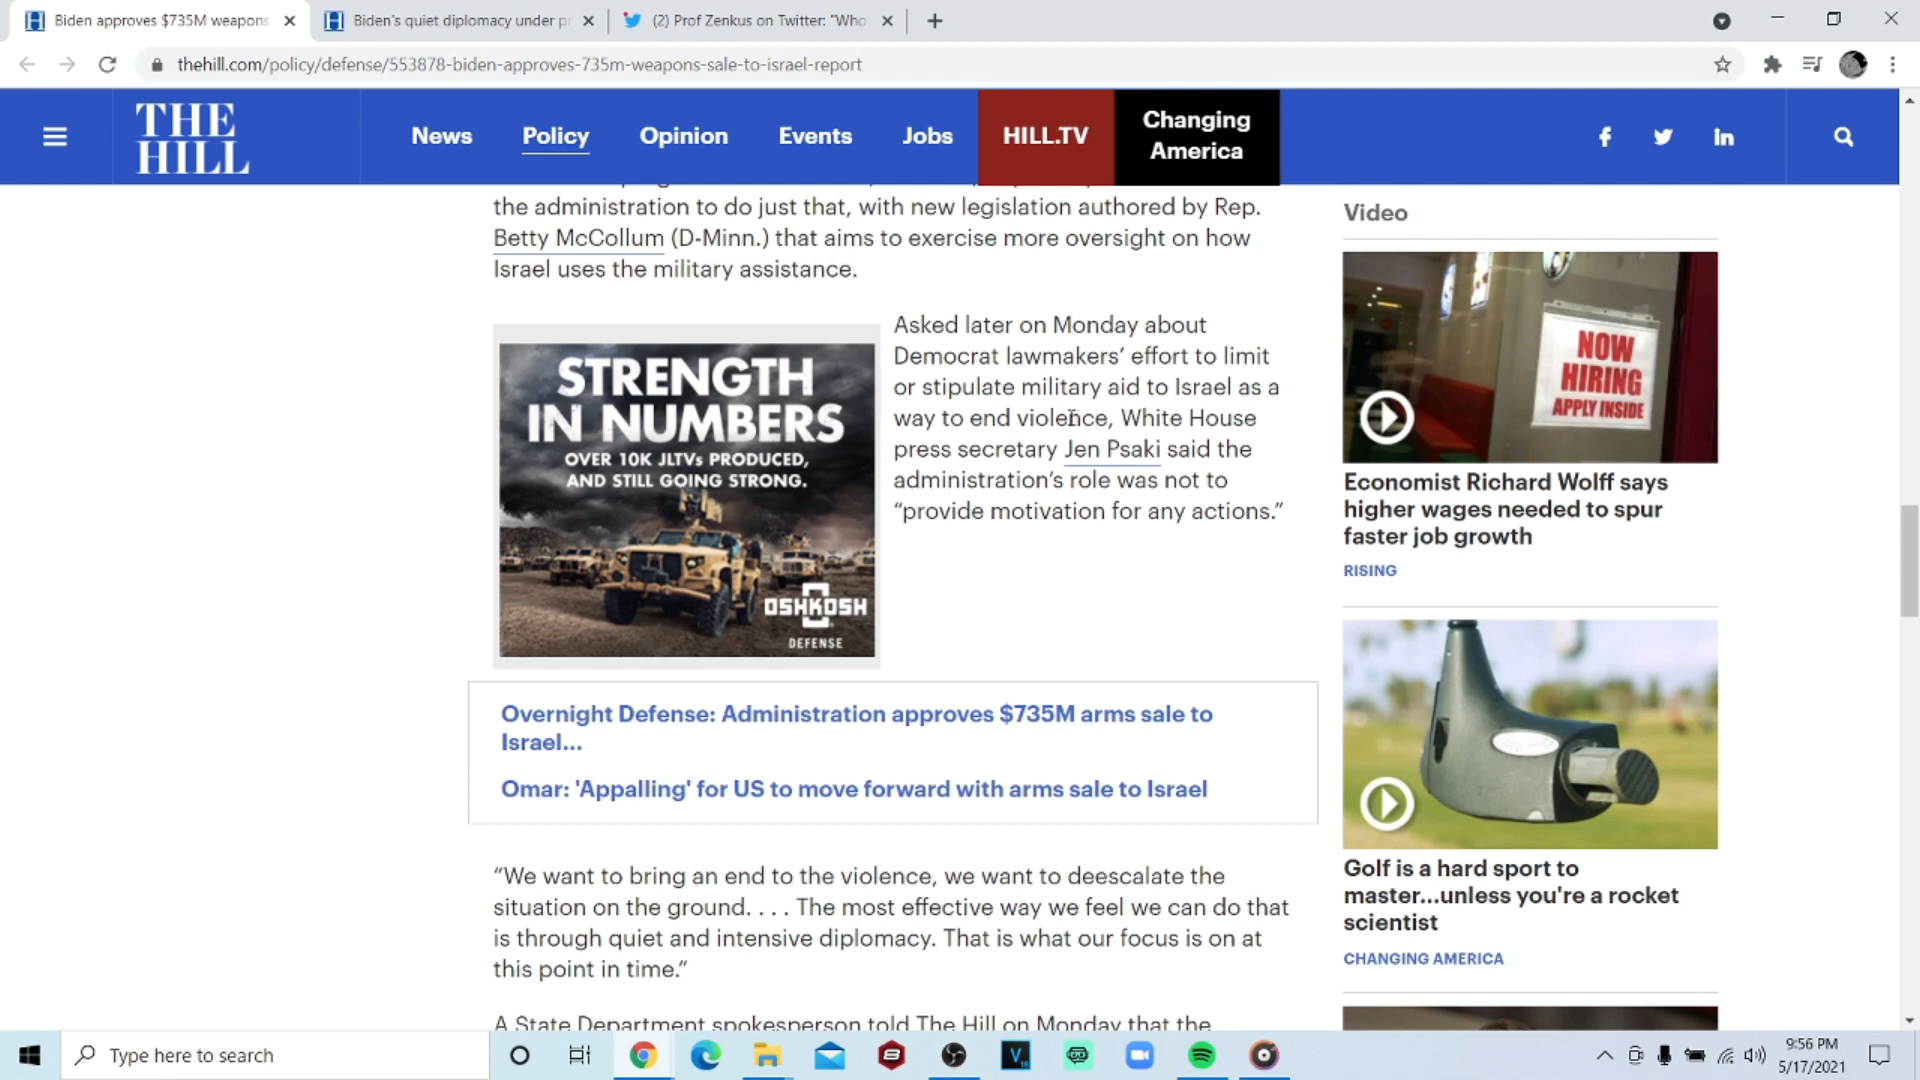 Biden approves $735M weapons
Biden's quiet diplomacy under pr
(2) Prof Zenkus on Twitter: "Who
thehill.com/policy/defense/553878-biden-approves-735m-weapons-sale-to-israel-report
THE
HILL
News
Policy
Opinion
Events
Jobs
HILL.TV
Changing
America
the administration to do just that, with new legislation authored by Rep.
Betty McCollum (D-Minn.) that aims to exercise more oversight on how
Israel uses the military assistance.
STRENGTH
IN NUMBERS
OVER 10K JLTVs PRODUCED,
AND STILL GOING STRONG.
OSHKOSH
DEFENSE
Asked later on Monday about
Democrat lawmakers’ effort to limit
or stipulate military aid to Israel as a
way to end violence, White House
press secretary Jen Psaki said the
administration’s role was not to
“provide motivation for any actions.”
Overnight Defense: Administration approves $735M arms sale to
Israel...
Omar: 'Appalling' for US to move forward with arms sale to Israel
“We want to bring an end to the violence, we want to deescalate the
situation on the ground. . . . The most effective way we feel we can do that
is through quiet and intensive diplomacy. That is what our focus is on at
this point in time.”
A State Department spokesperson told The Hill on Monday that the
Video
NOW
HIRING
APPLY INSIDE
Economist Richard Wolff says
higher wages needed to spur
faster job growth
RISING
Golf is a hard sport to
master...unless you're a rocket
scientist
CHANGING AMERICA
Type here to search
9:56 PM
5/17/2021